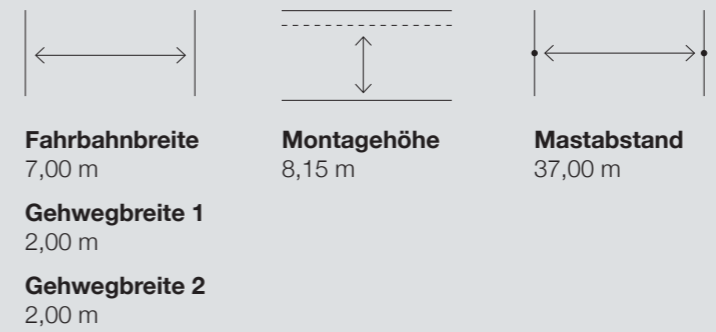 Fahrbahnbreite
7,00 m
Gehwegbreite 1
2,00 m
Gehwegbreite 2
2,00 m
Montagehöhe
8,15 m
Mastabstand
37,00 m